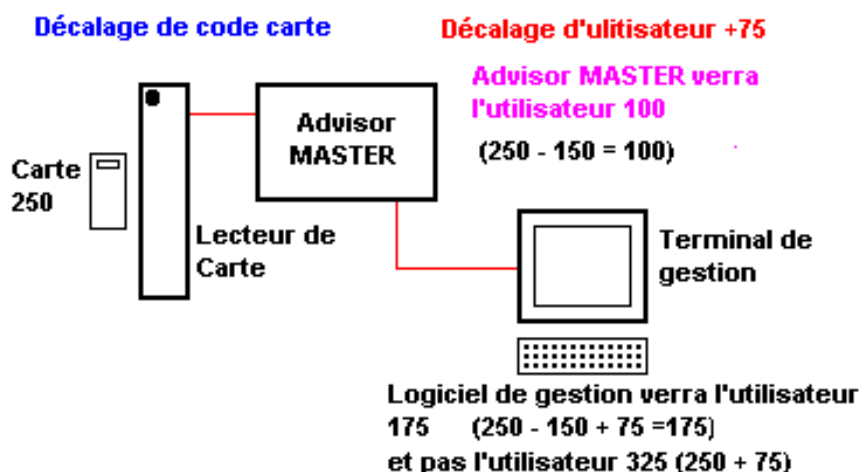 Décalage de code carte
Décalage d'ulitisateur +75
Advisor MASTER verra
l'utilisateur 100
(250 - 150 = 100)
Advisor
MASTER
Carte
250
Lecteur de
Carte
Terminal de
gestion
Logiciel de gestion verra l'utilisateur
175 (250 - 150 + 75 =175)
et pas l'utilisateur 325 (250 + 75)